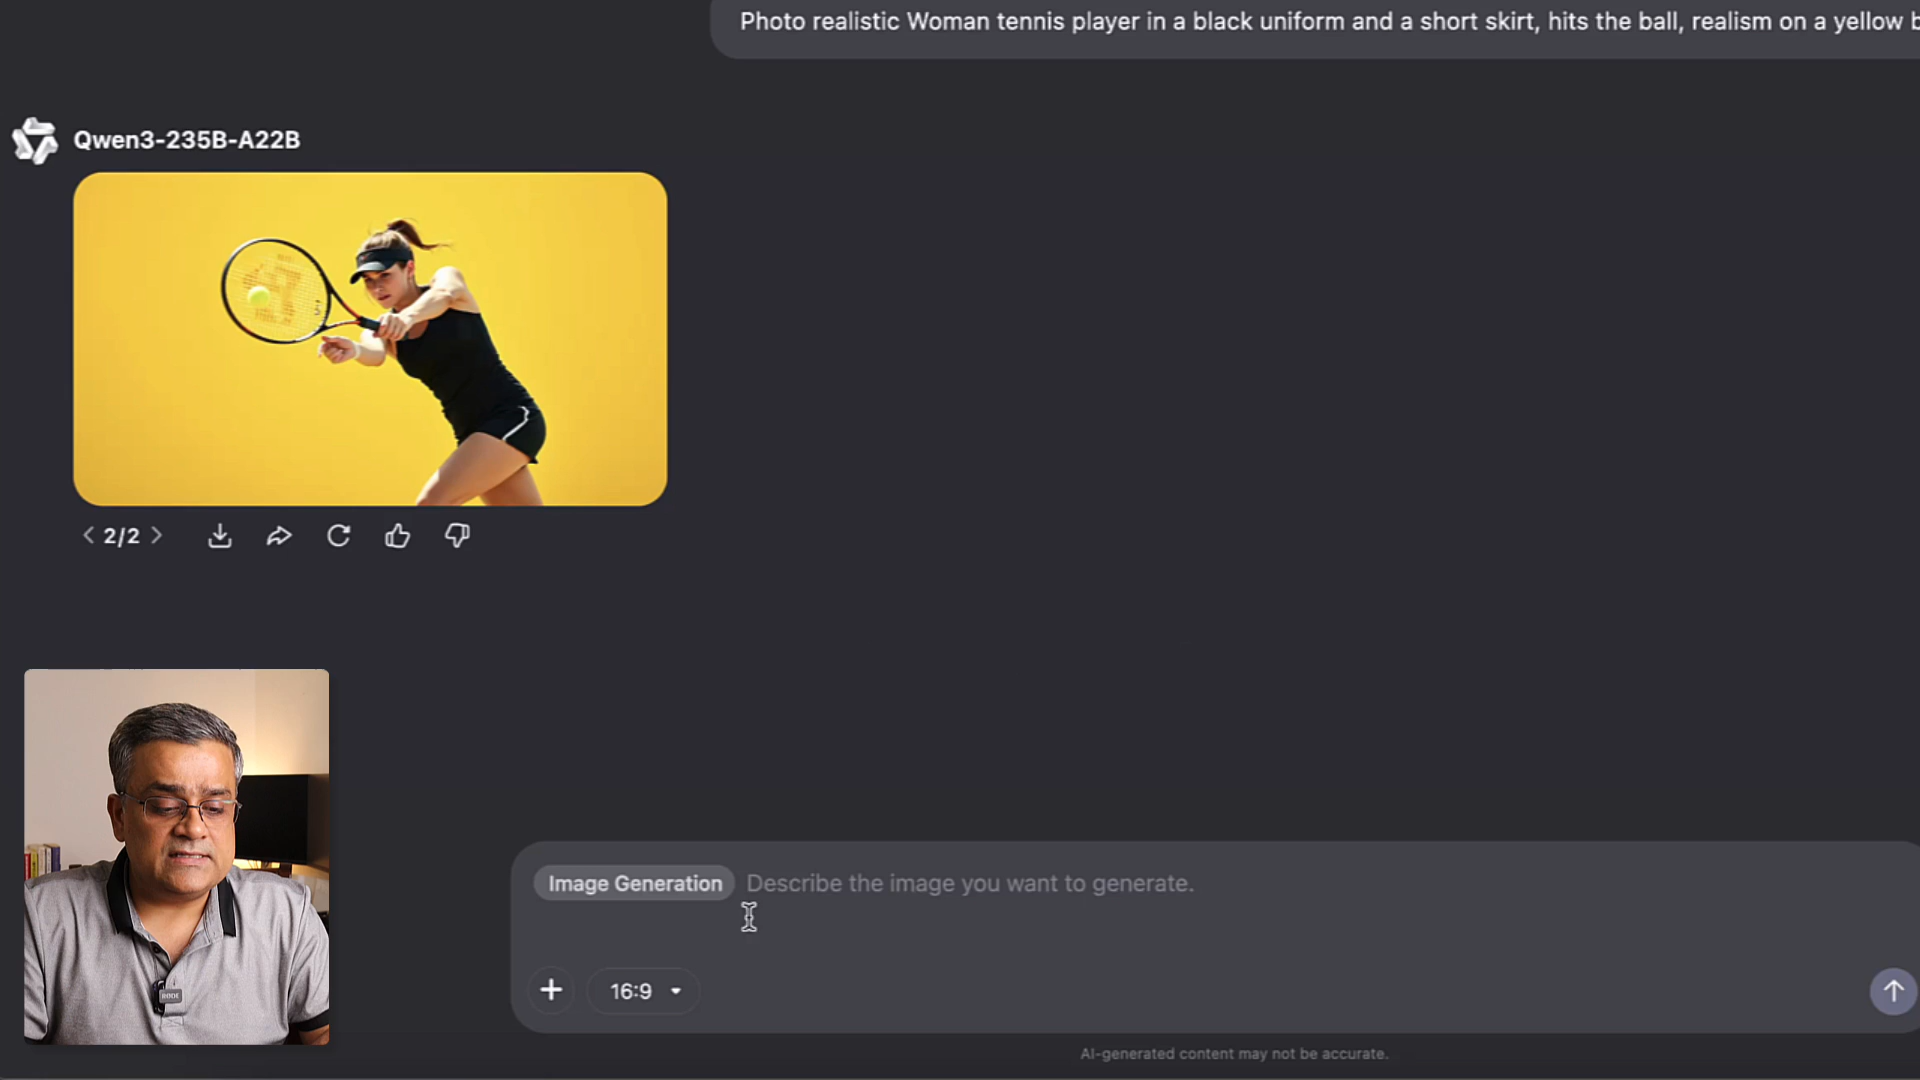 Photo realistic Woman tennis player in a black uniform and a short skirt, hits the ball, realism on a yellow b
Qwen3-235B-A22B
2/2
Image Generation Describe the image you want to generate.
16:9
RODE
AI-generated content may not be accurate.